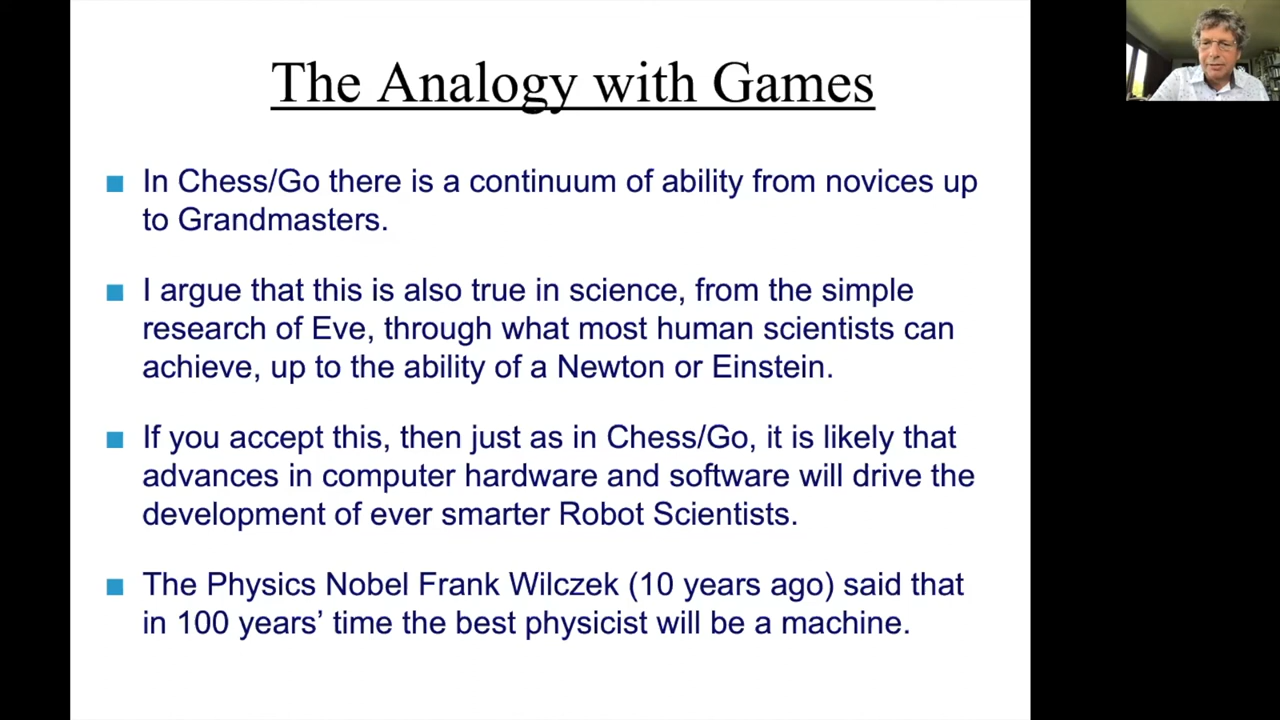 The Analogy with Games
In Chess/Go there is a continuum of ability from novices up
to Grandmasters.
I argue that this is also true in science, from the simple
research of Eve, through what most human scientists can
achieve, up to the ability of a Newton or Einstein.
If you accept this, then just as in Chess/Go, it is likely that
advances in computer hardware and software will drive the
development of ever smarter Robot Scientists.
The Physics Nobel Frank Wilczek (10 years ago) said that
in 100 years’ time the best physicist will be a machine.